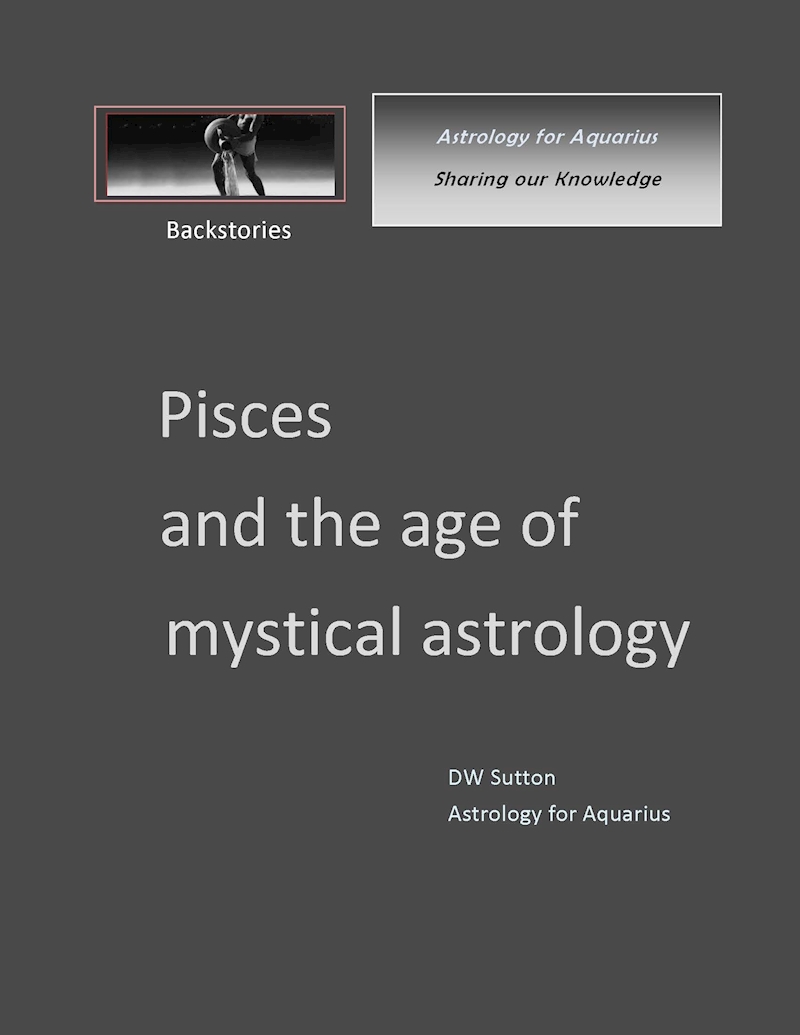 Astrology for Aquarius
Sharing our Knowledge
Backstories
Pisces
and the age of
mystical astrology
DW Sutton
Astrology for Aquarius